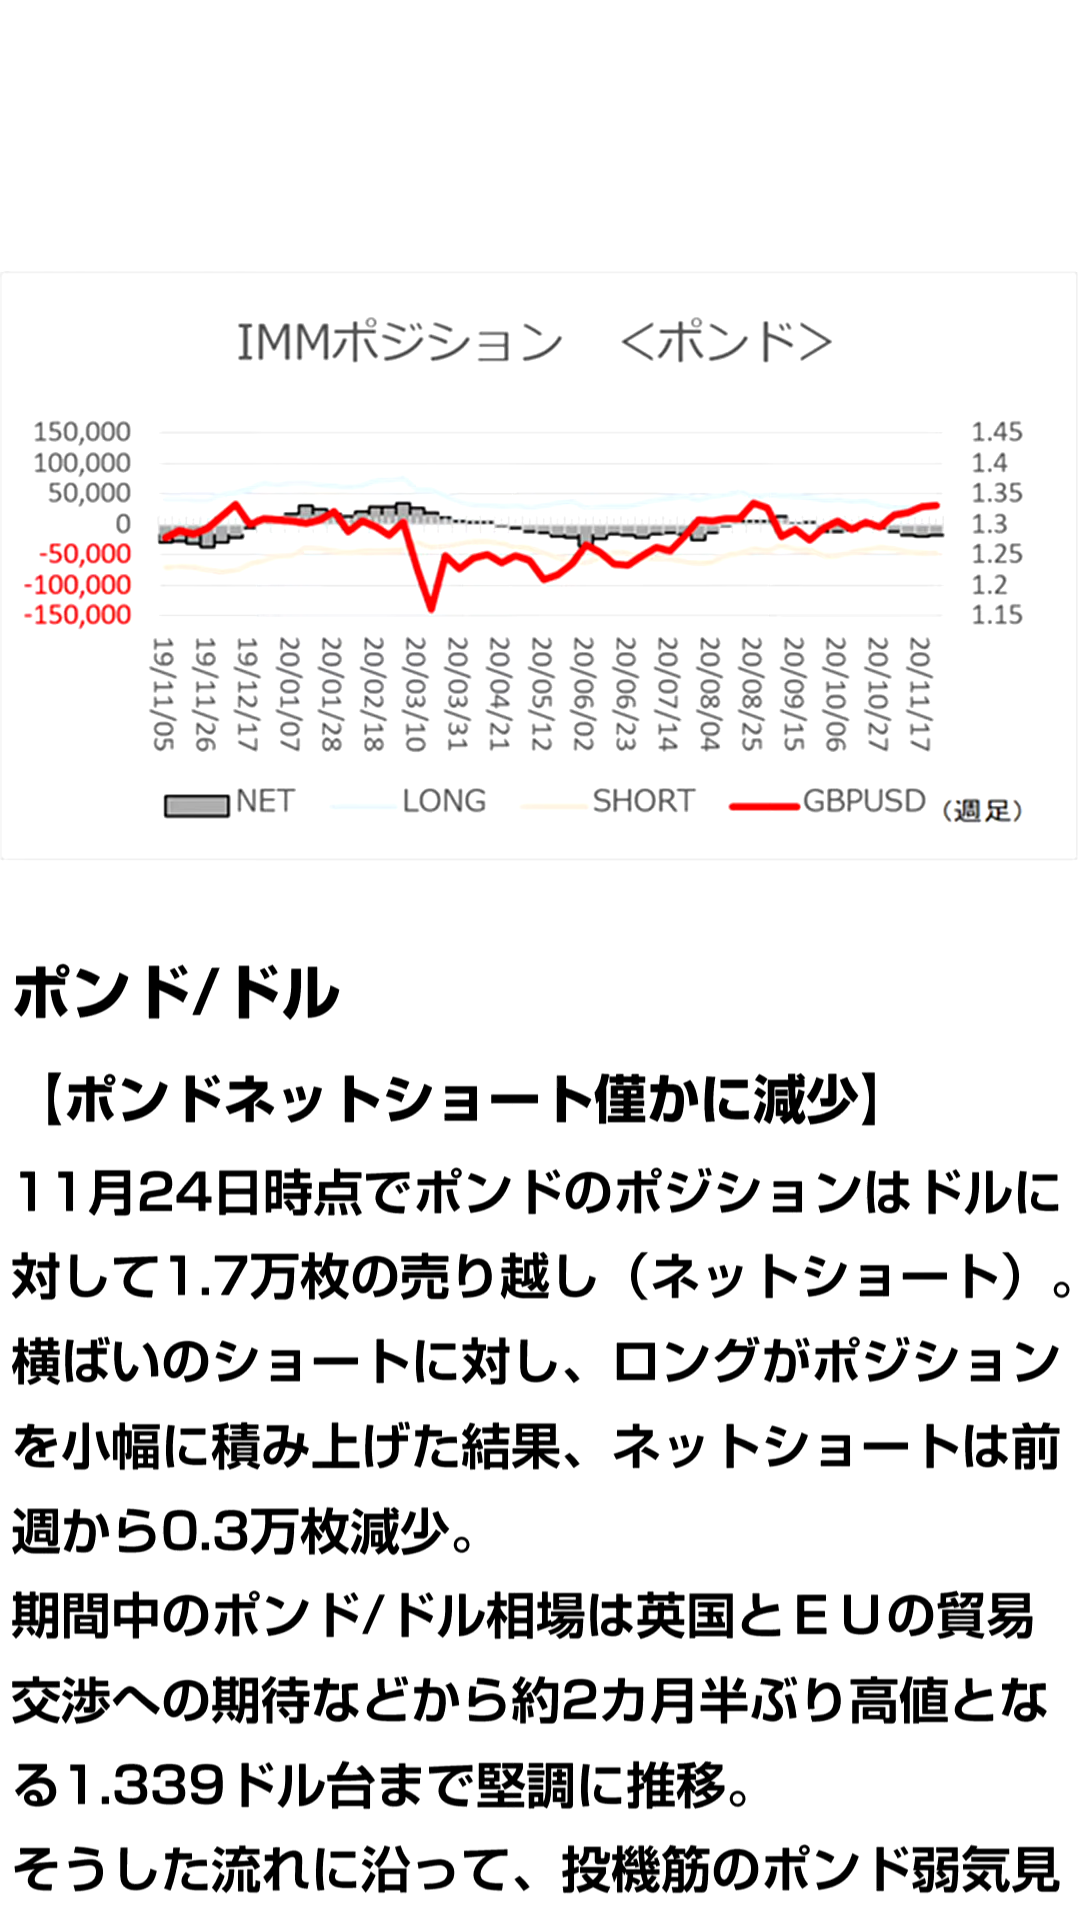 IMMポジション　＜ポンド＞
150,000
100,000
50,000
0
-50,000
-100,000
-150,000
1.45
1.4
1.35
1.3
1.25
1.2
1.15
19/11/05
19/11/26
19/12/17
20/01/07
20/01/28
20/02/18
20/03/10
20/03/31
20/04/21
20/05/12
20/06/02
20/06/23
20/07/14
20/08/04
20/08/25
20/09/15
20/10/06
20/10/27
20/11/17
NET LONG SHORT GBPUSD （週足）
ポンド/ドル
【ポンドネットショート僅かに減少】
11月24日時点でポンドのポジションはドルに
対して1.7万枚の売り越し（ネットショート）。
横ばいのショートに対し、ロングがポジション
を小幅に積み上げた結果、ネットショートは前
週から0.3万枚減少。
期間中のポンド/ドル相場は英国とＥＵの貿易
交渉への期待などから約2カ月半ぶり高値とな
る1.339ドル台まで堅調に推移。
そうした流れに沿って、投機筋のポンド弱気見